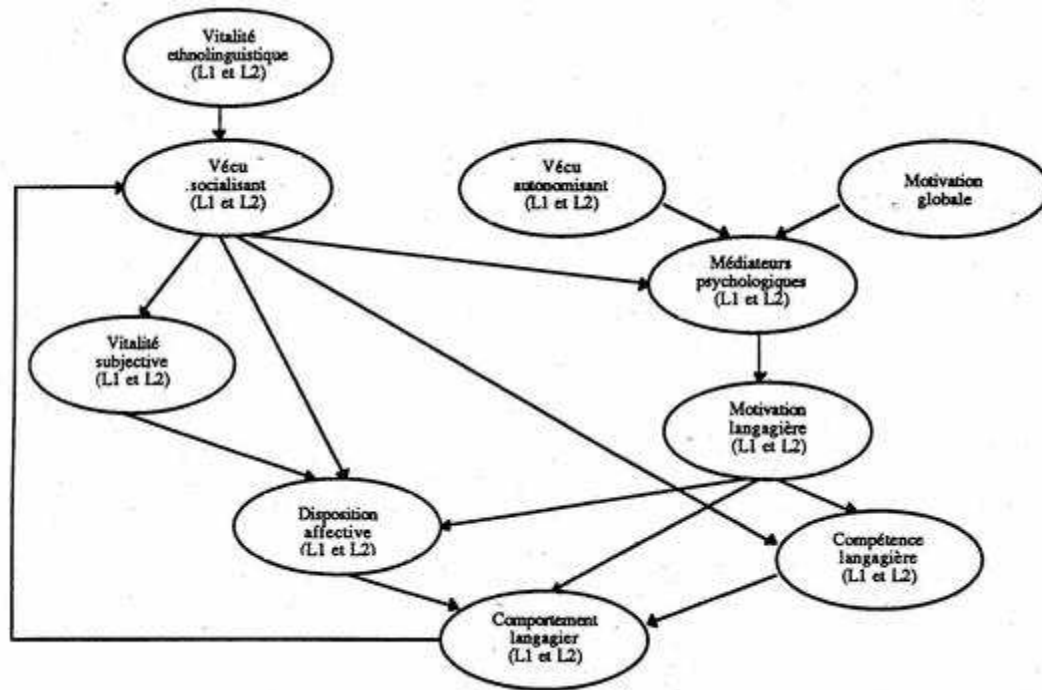 Vitalité
ethnolinguistique
(L1 et L2)
Vécu
socialisant
(L1 et L2)
Vécu
autonomisant
(L1 et L2)
Motivation
globale
Médiateurs
psychologiques
(L1 et L2)
Vitalité
subjective
(L1 et L2)
Motivation
langagière
(L1 et L2)
Disposition
affective
(L1 et L2)
Compétence
langagière
(L1 et L2)
Comportement
langagier
(L1 et L2)